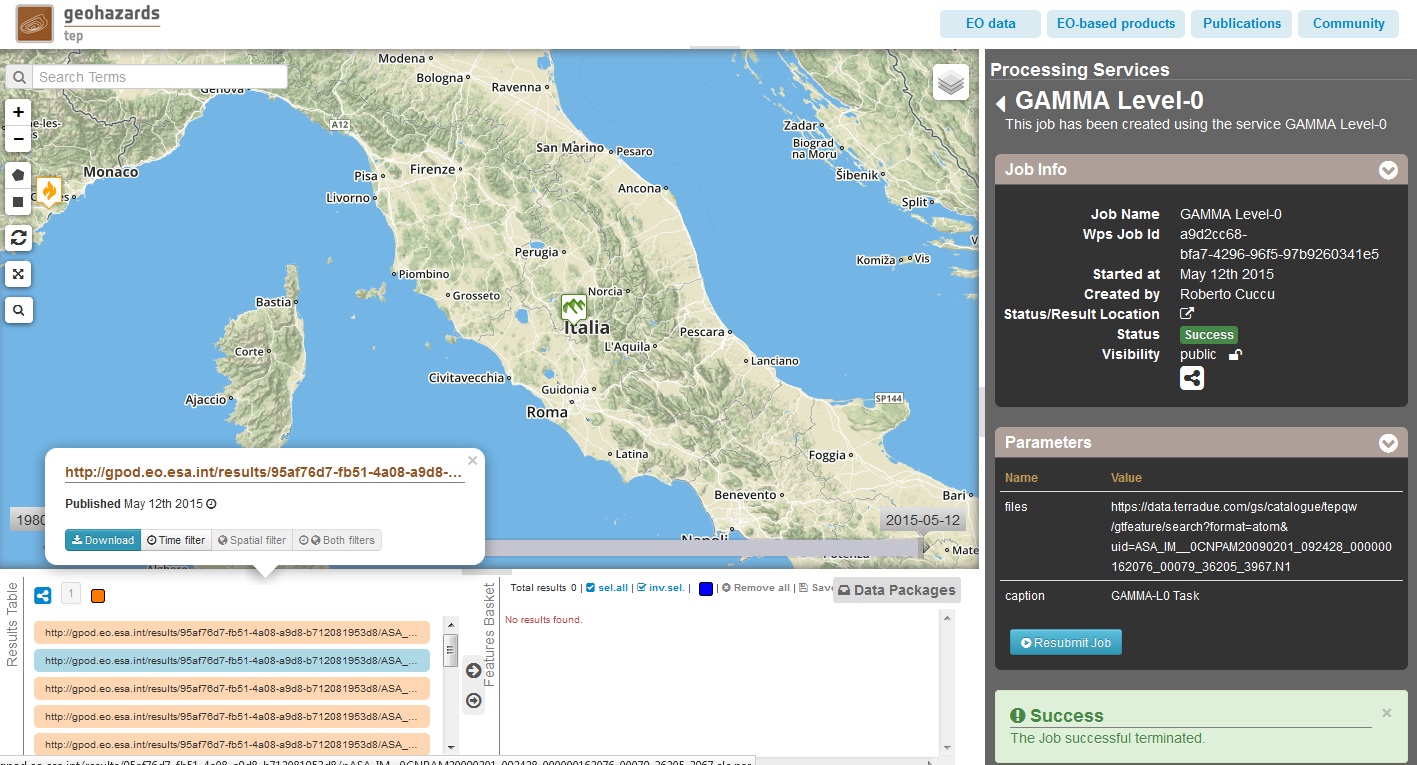 geohazards
tep
EO data
EO-based products
Publications
Community
Search Terms
+
−
Modena
Bologna
Ravenna
Genova
A12
San Marino
Pesaro
Zadar
Biograd
na Moru
Monaco
Pisa
Firenze
Livorno
Ancona
Šibenik
Split
Perugia
Komiža
Vis
Piombino
Grosseto
Norcia
Bastia
Italia
Pescara
Corte
L'Aquila
Lanciano
Civitavecchia
Guidonia
Ajaccio
Roma
SP144
Latina
Foggia
Benevento
Bari
Napoli
Potenza
Mate
Alghero
1980
2015-05-12
http://gpod.eo.esa.int/results/95af76d7-fb51-4a08-a9d8-...
×
Published May 12th 2015
Download
Time filter
Spatial filter
Both filters
Results Table
1
http://gpod.eo.esa.int/results/95af76d7-fb51-4a08-a9d8-b712081953d8/ASA_...
http://gpod.eo.esa.int/results/95af76d7-fb51-4a08-a9d8-b712081953d8/ASA_...
http://gpod.eo.esa.int/results/95af76d7-fb51-4a08-a9d8-b712081953d8/ASA_...
http://gpod.eo.esa.int/results/95af76d7-fb51-4a08-a9d8-b712081953d8/ASA_...
http://gpod.eo.esa.int/results/95af76d7-fb51-4a08-a9d8-b712081953d8/ASA_...
Features Basket
Total results 0 | sel.all | inv.sel. | | Remove all | Save
Data Packages
No results found.
Processing Services
GAMMA Level-0
This job has been created using the service GAMMA Level-0
Job Info
Job Name GAMMA Level-0
Wps Job Id a9d2cc68-
bfa7-4296-96f5-97b9260341e5
Started at May 12th 2015
Created by Roberto Cuccu
Status/Result Location
Status Success
Visibility public
Parameters
Name Value
files https://data.terradue.com/gs/catalogue/tepqw
/gtfeature/search?format=atom&
uid=ASA_IM__0CNPAM20090201_092428_000000
162076_00079_36205_3967.N1
caption GAMMA-L0 Task
Resubmit Job
Success
×
The Job successful terminated.